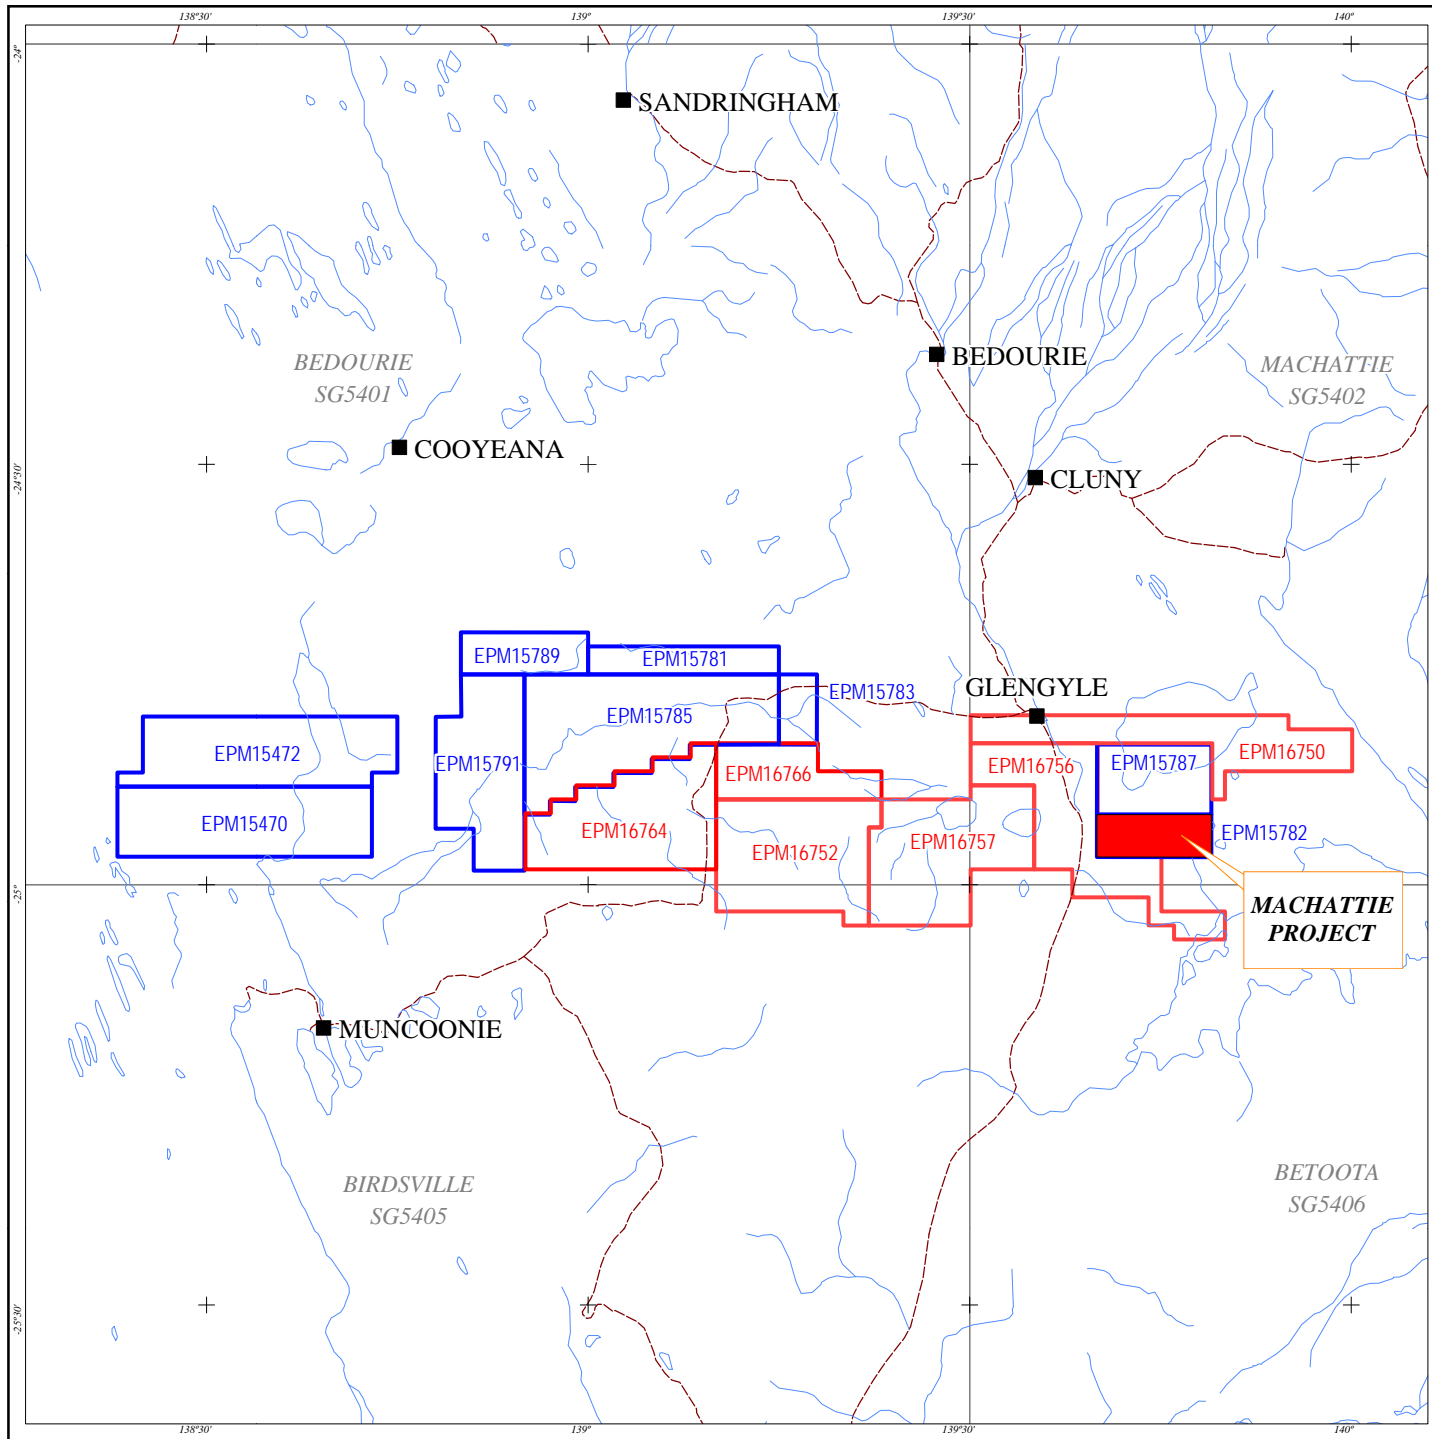 138°30'
139°
139°30'
140°
-24°
SANDRINGHAM
BEDOURIE
SG5401
BEDOURIE
MACHATTIE
SG5402
COOYEANA
-24°30'
CLUNY
EPM15789
EPM15781
GLENGYLE
EPM15783
EPM15785
EPM15472
EPM15791
EPM16766
EPM16756
EPM15787
EPM16750
EPM15470
EPM16764
EPM16752
EPM16757
EPM15782
-25°
MACHATTIE
PROJECT
MUNCOONIE
BIRDSVILLE
SG5405
BETOOTA
SG5406
-25°30'
138°30'
139°
139°30'
140°